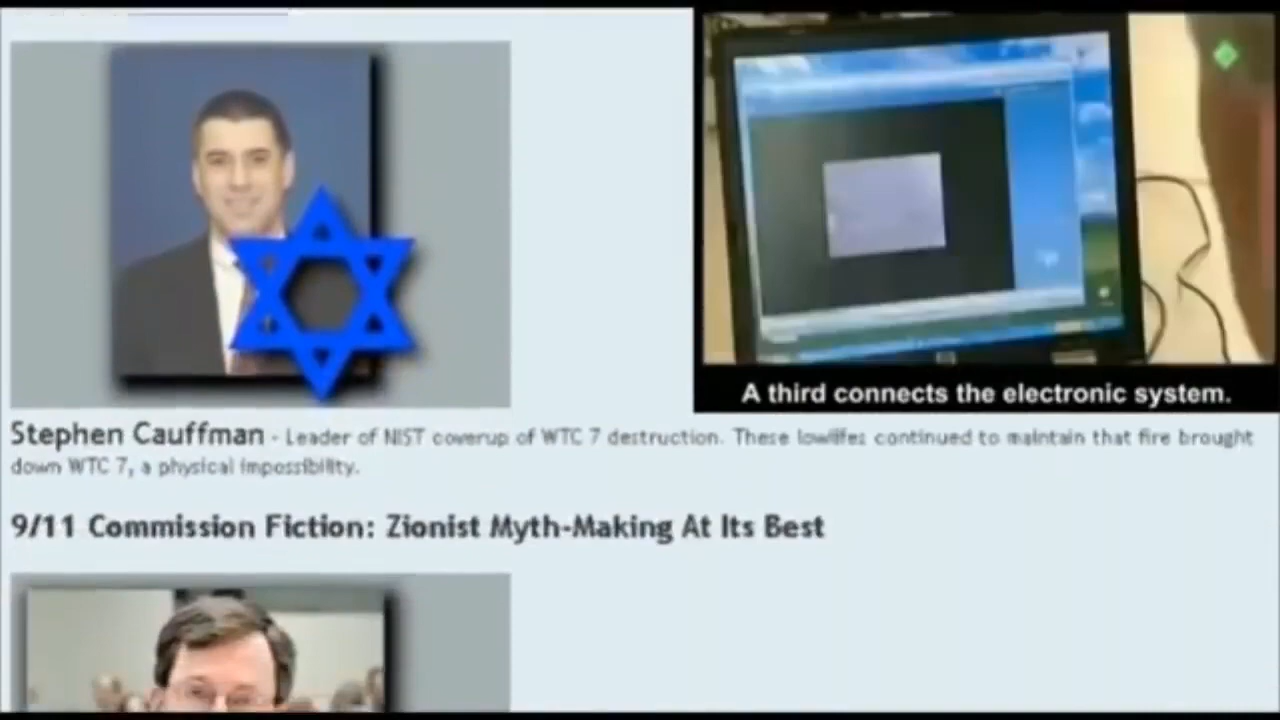 A third connects the electronic system.
Stephen Cauffman - Leader of NIST coverup of WTC 7 destruction. These lowlifes continued to maintain that fire brought
down WTC 7, a physical impossibility.
9/11 Commission Fiction: Zionist Myth-Making At Its Best